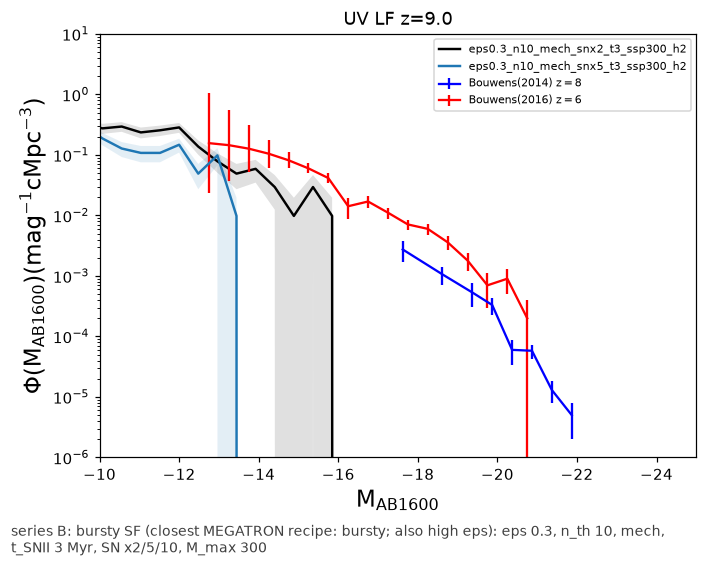 UV LF z=9.0
eps0.3_n10_mech_snx2_t3_ssp300_h2
eps0.3_n10_mech_snx5_t3_ssp300_h2
Bouwens(2014) z = 8
Bouwens(2016) z = 6
10¹
10⁰
10⁻¹
10⁻²
10⁻³
10⁻⁴
10⁻⁵
10⁻⁶
Φ(M_AB1600)(mag⁻¹cMpc⁻³)
−10 −12 −14 −16 −18 −20 −22 −24
M_AB1600
series B: bursty SF (closest MEGATRON recipe: bursty; also high eps): eps 0.3, n_th 10, mech,
t_SNII 3 Myr, SN x2/5/10, M_max 300